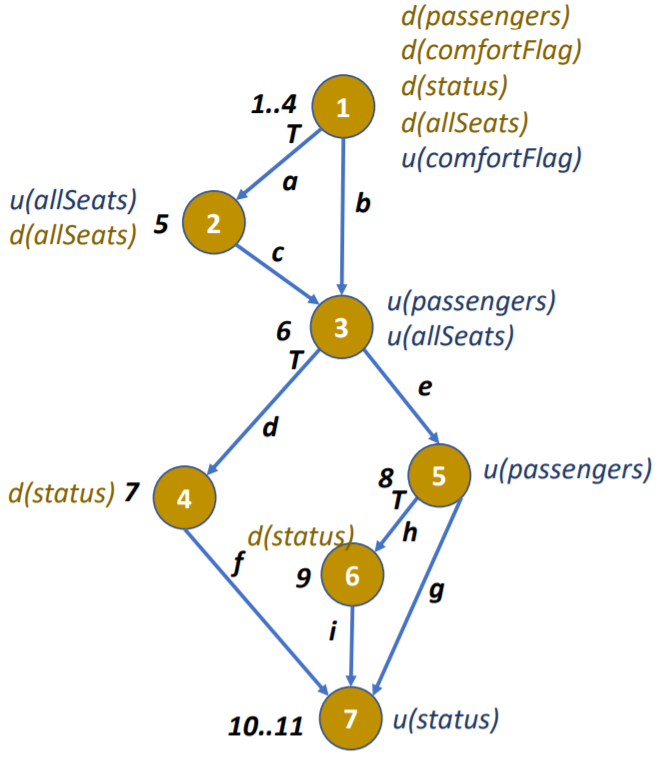 d(passengers)
d(comfortFlag)
d(status)
d(allSeats)
u(comfortFlag)
1..4
1
T
a
b
u(allSeats)
d(allSeats)
5
2
c
3
u(passengers)
u(allSeats)
6
T
e
d
d(status) 7
4
8
5
u(passengers)
T
h
d(status)
f
9
6
g
i
10..11
7
u(status)